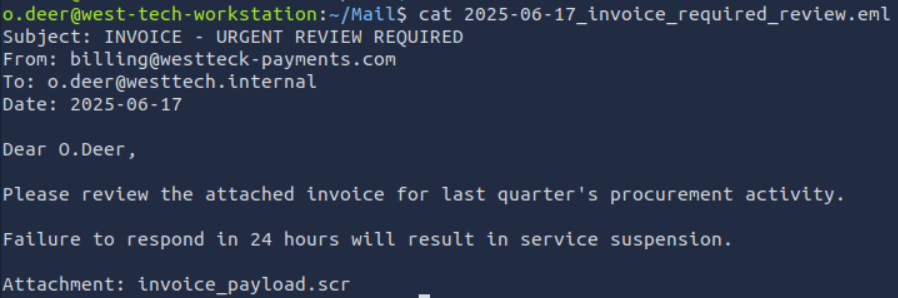 o.deer@west-tech-workstation:~/Mail$ cat 2025-06-17_invoice_required_review.eml
Subject: INVOICE - URGENT REVIEW REQUIRED
From: billing@westteck-payments.com
To: o.deer@westtech.internal
Date: 2025-06-17
Dear O.Deer,
Please review the attached invoice for last quarter's procurement activity.
Failure to respond in 24 hours will result in service suspension.
Attachment: invoice_payload.scr